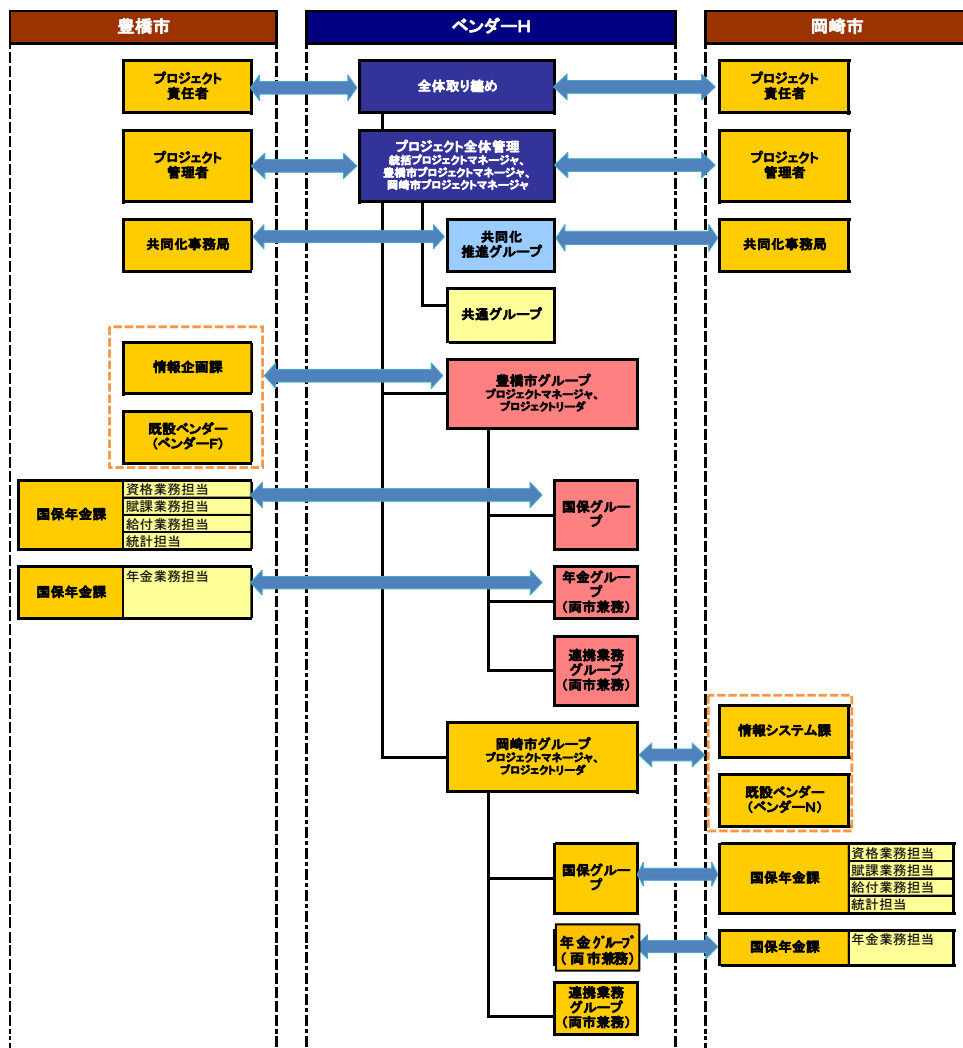 豊橋市
ベンダーH
岡崎市
プロジェクト
責任者
全体取り纏め
プロジェクト
責任者
プロジェクト
管理者
プロジェクト全体管理
統括プロジェクトマネージャ、
豊橋市プロジェクトマネージャ、
岡崎市プロジェクトマネージャ
プロジェクト
管理者
共同化事務局
共同化
推進グループ
共同化事務局
共通グループ
情報企画課
既設ベンダー
(ベンダーF)
豊橋市グループ
プロジェクトマネージャ、
プロジェクトリーダ
国保年金課
資格業務担当
賦課業務担当
給付業務担当
統計担当
国保グルー
プ
国保年金課
年金業務担当
年金グルー
プ
(両市兼務)
連携業務
グループ
(両市兼務)
岡崎市グループ
プロジェクトマネージャ、
プロジェクトリーダ
情報システム課
既設ベンダー
(ベンダーN)
国保グルー
プ
国保年金課
資格業務担当
賦課業務担当
給付業務担当
統計担当
年金グループ
(両市兼務)
国保年金課
年金業務担当
連携業務
グループ
(両市兼務)